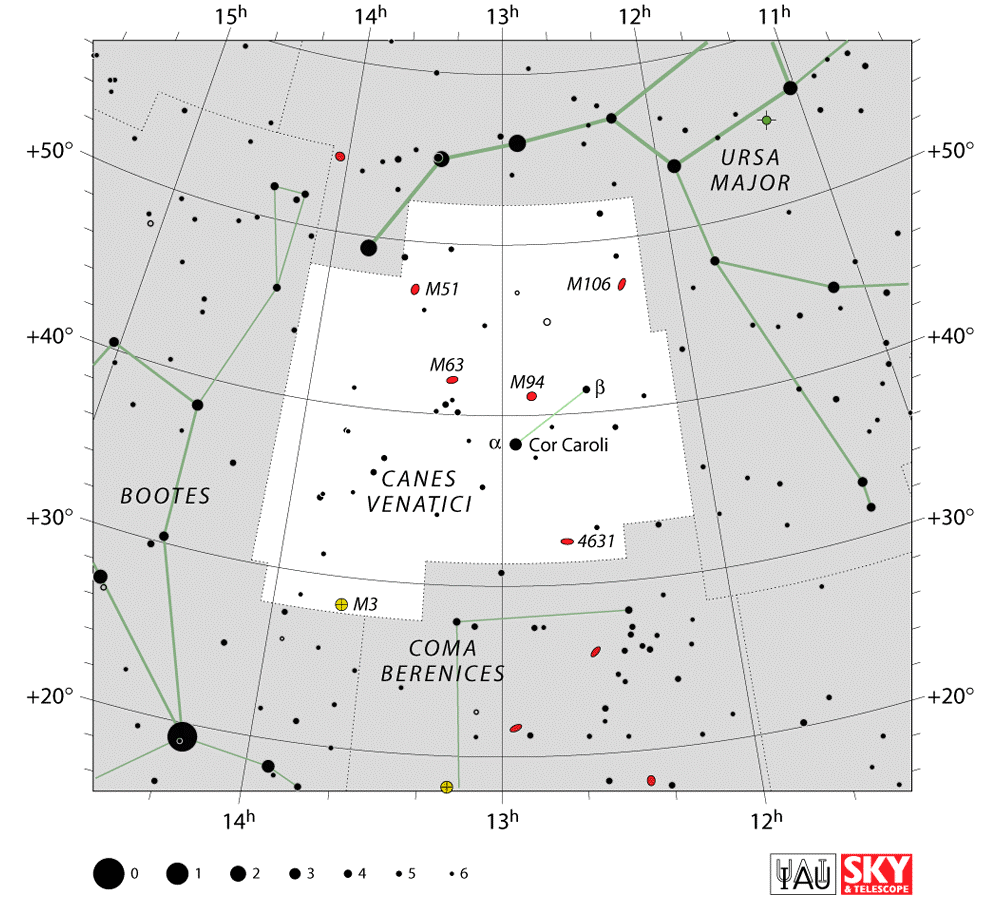 15h 14h 13h 12h 11h
+50° +50°
URSA
MAJOR
M51 M106
+40° +40°
M63
M94
β
α Cor Caroli
CANES
VENATICI
BOOTES
+30° +30°
4631
M3
COMA
BERENICES
+20° +20°
14h 13h 12h
0 1 2 3 4 5 6
IAU
SKY
& TELESCOPE